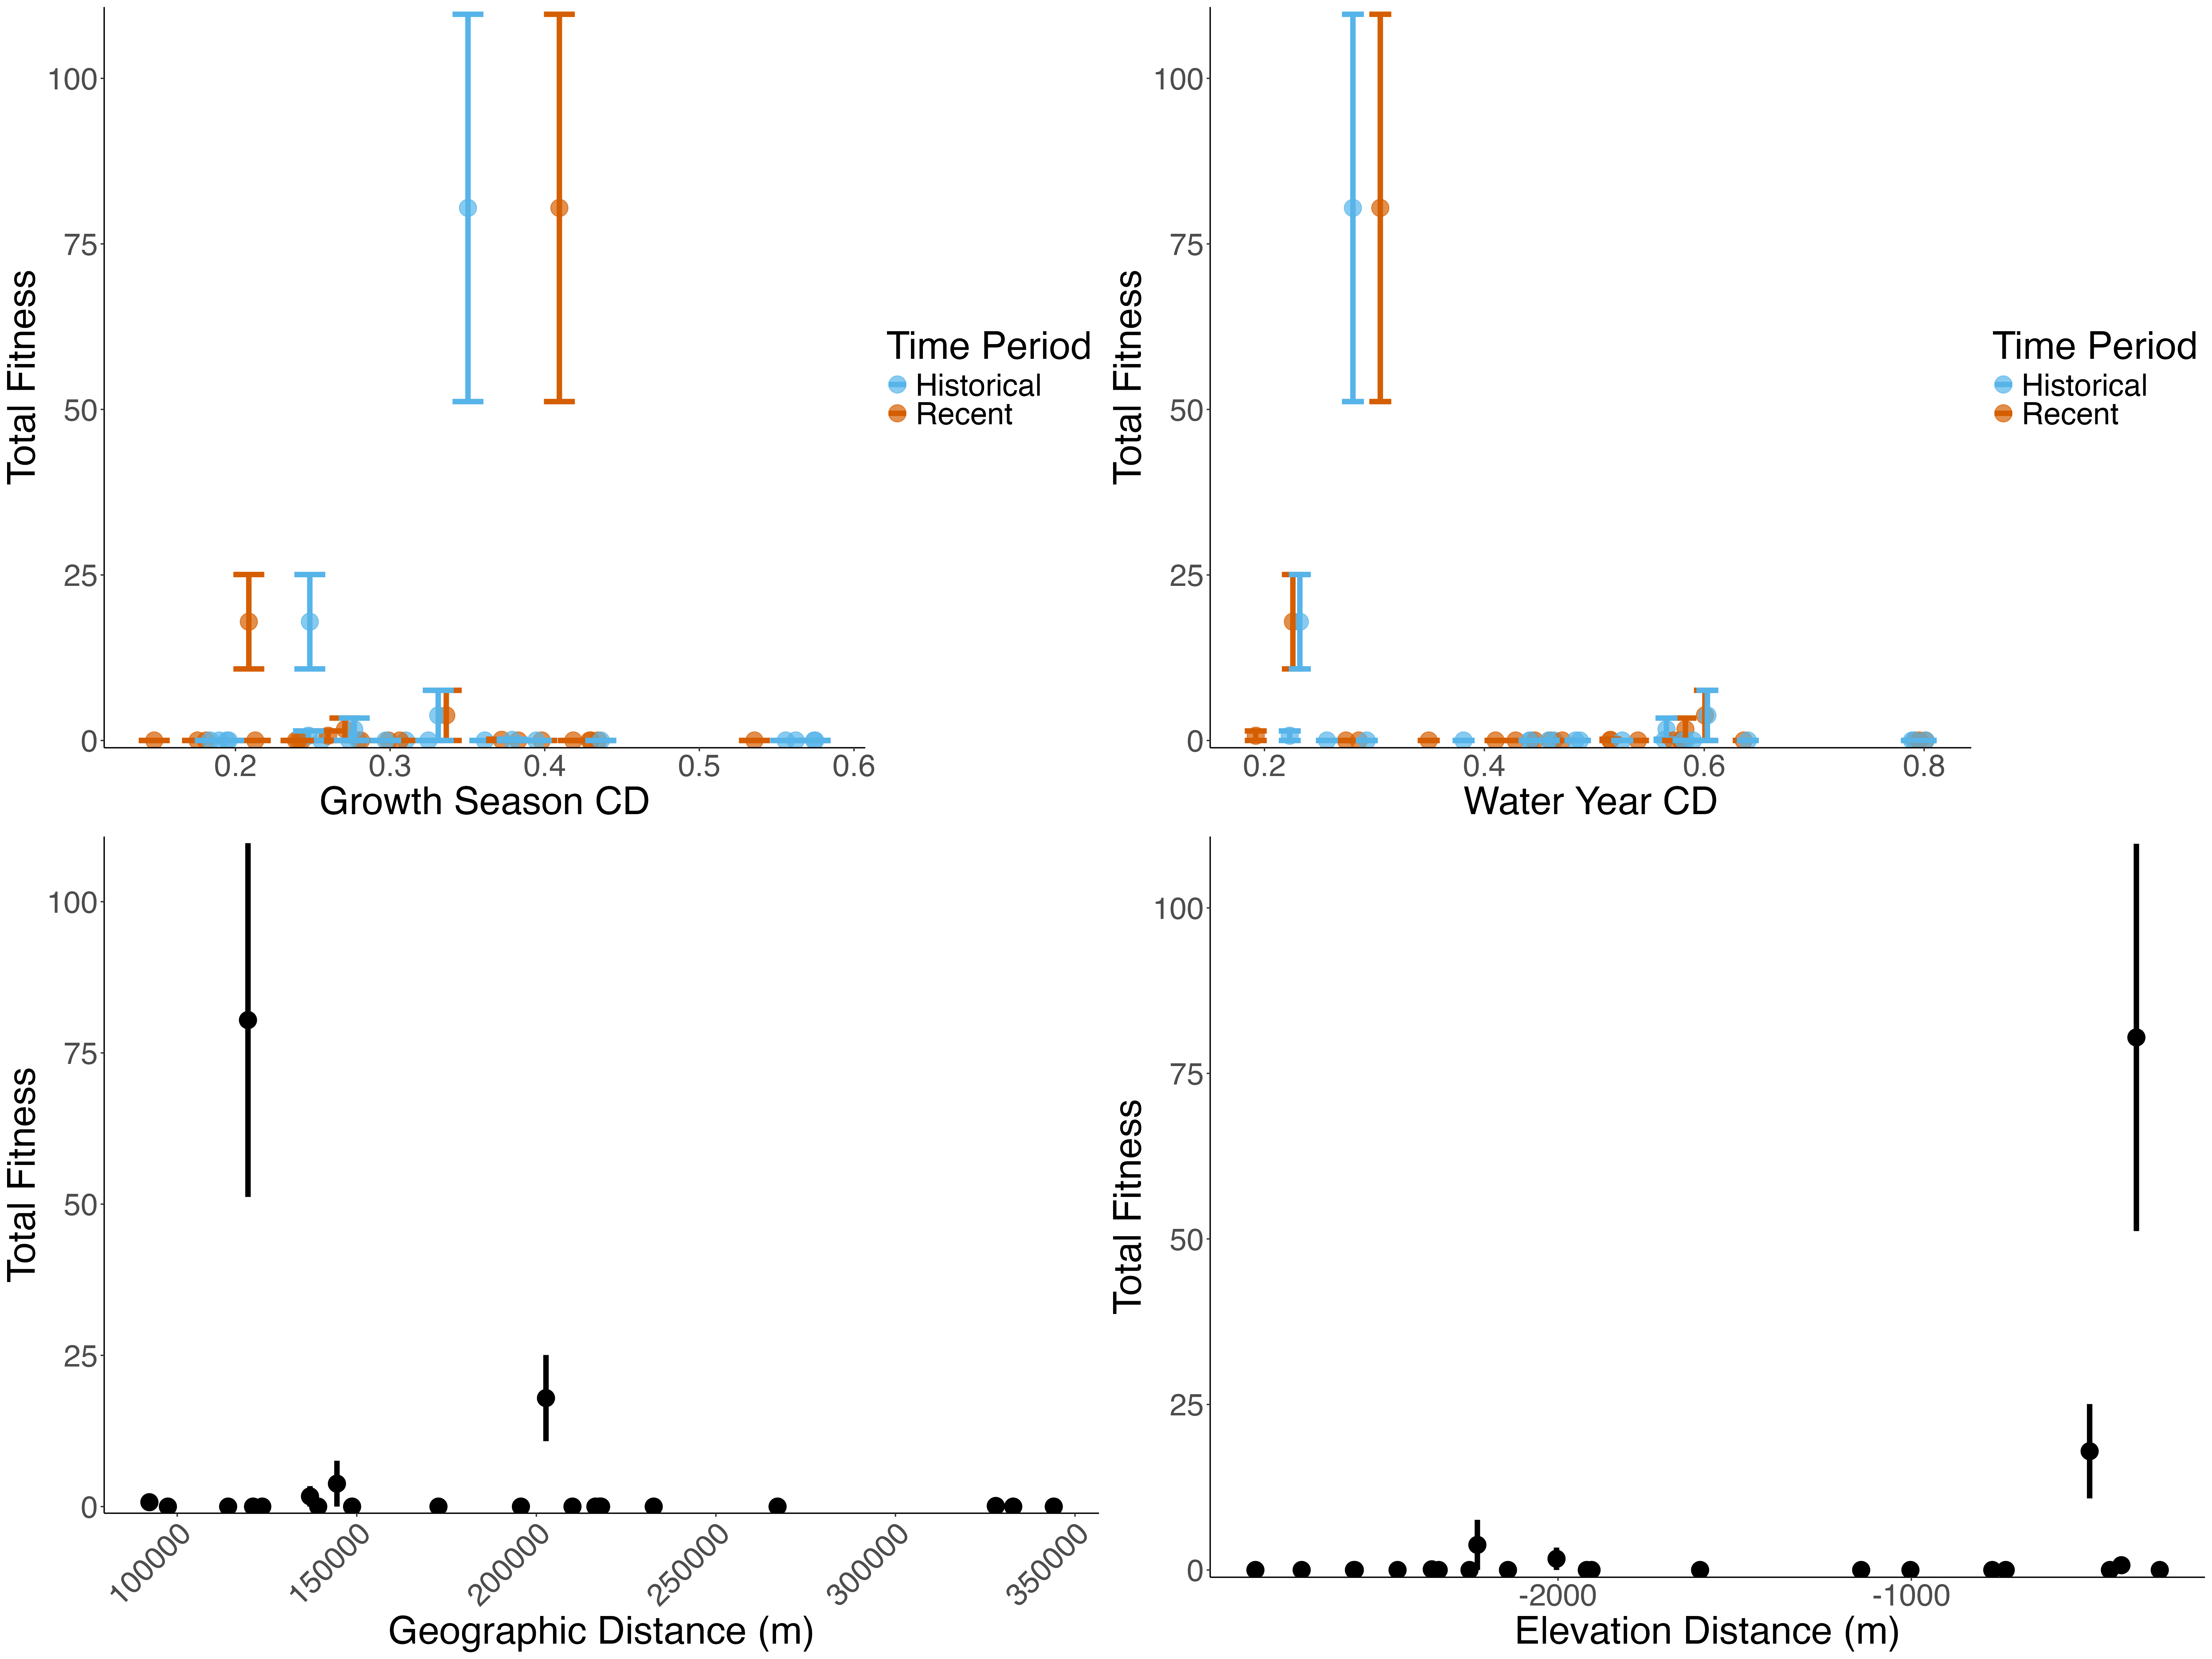 100
75
50
25
0
Total Fitness
0.2 0.3 0.4 0.5 0.6
Growth Season CD
Time Period
Historical
Recent
100
75
50
25
0
Total Fitness
0.2 0.4 0.6 0.8
Water Year CD
Time Period
Historical
Recent
100
75
50
25
0
Total Fitness
100000 150000 200000 250000 300000 350000
Geographic Distance (m)
100
75
50
25
0
Total Fitness
-2000 -1000
Elevation Distance (m)